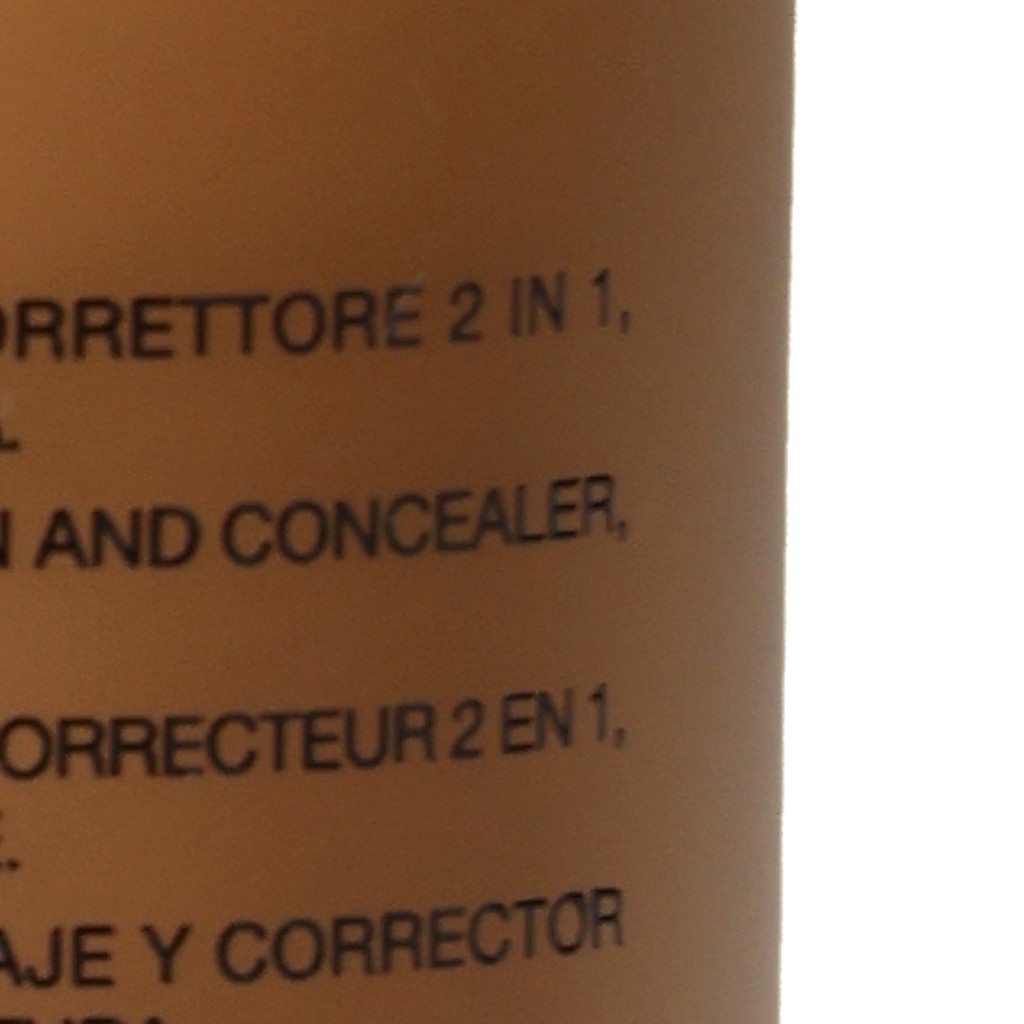 ORRETTORE 2 IN 1,
N AND CONCEALER,
ORRECTEUR 2 EN 1,
AJE Y CORRECTOR